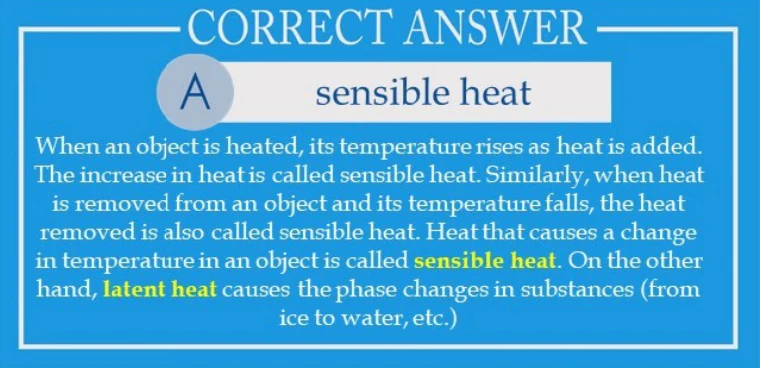 CORRECT ANSWER
A sensible heat
When an object is heated, its temperature rises as heat is added.
The increase in heat is called sensible heat. Similarly, when heat
is removed from an object and its temperature falls, the heat
removed is also called sensible heat. Heat that causes a change
in temperature in an object is called sensible heat. On the other
hand, latent heat causes the phase changes in substances (from
ice to water, etc.)